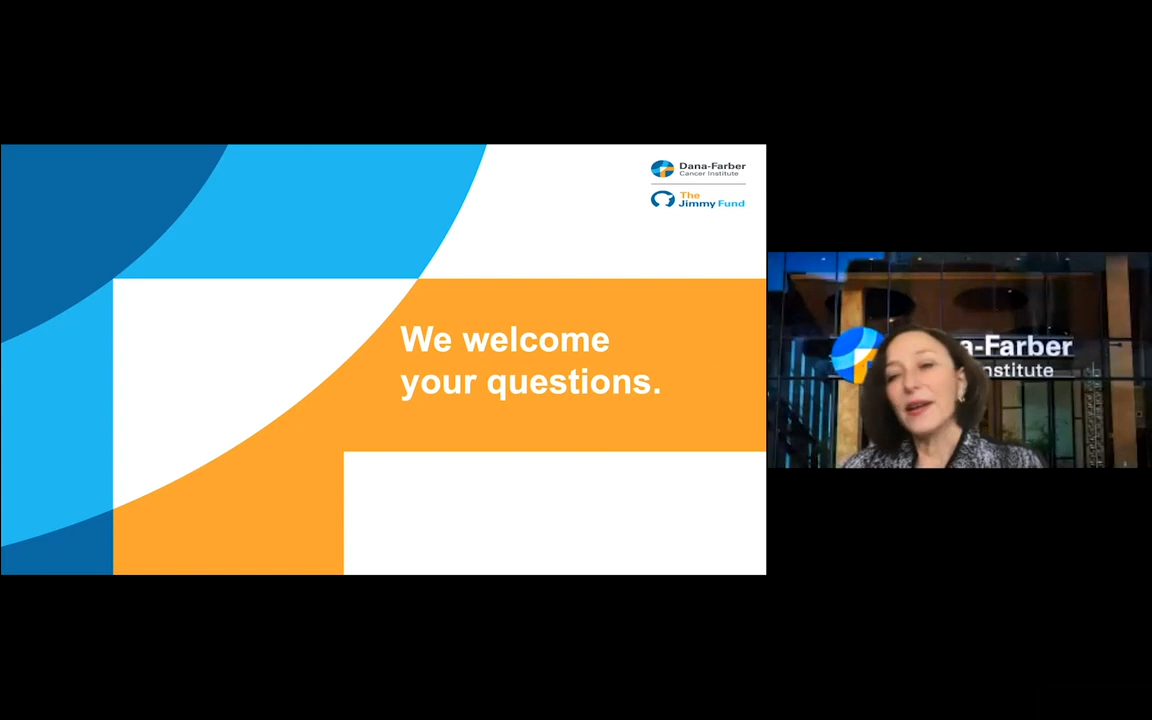 Dana-Farber
Cancer Institute
The
Jimmy Fund
We welcome
your questions.
a-Farber
nstitute